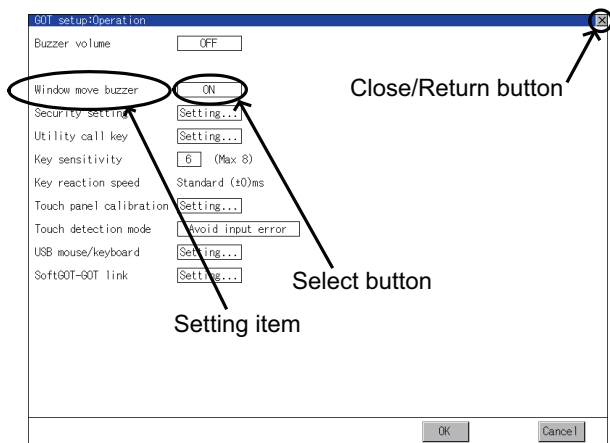 GOT setup:Operation
×
Buzzer volume OFF
Close/Return button
Window move buzzer ON
Security setting Setting...
Utility call key Setting...
Key sensitivity 6 (Max 8)
Key reaction speed Standard (±0)ms
Touch panel calibration Setting...
Touch detection mode Avoid input error
USB mouse/keyboard Setting...
SoftGOT-GOT link Setting...
Select button
Setting item
OK Cancel